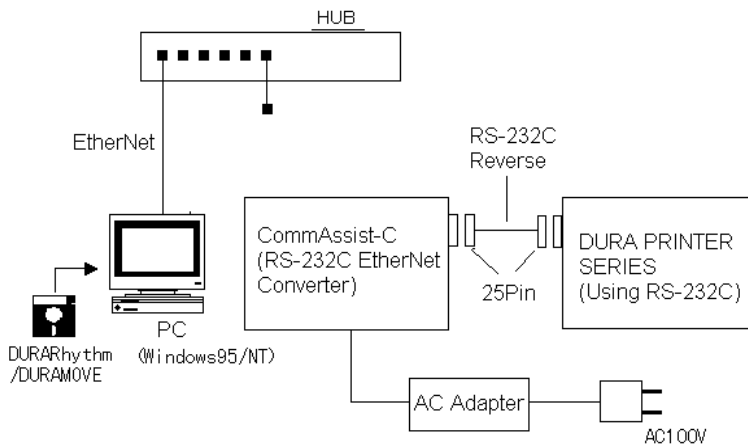 HUB
EtherNet
RS-232C
Reverse
CommAssist-C
(RS-232C EtherNet
Converter)
25Pin
DURA PRINTER
SERIES
(Using RS-232C)
PC
(Windows95/NT)
DURARhythm
/DURAMOVE
AC Adapter
AC100V